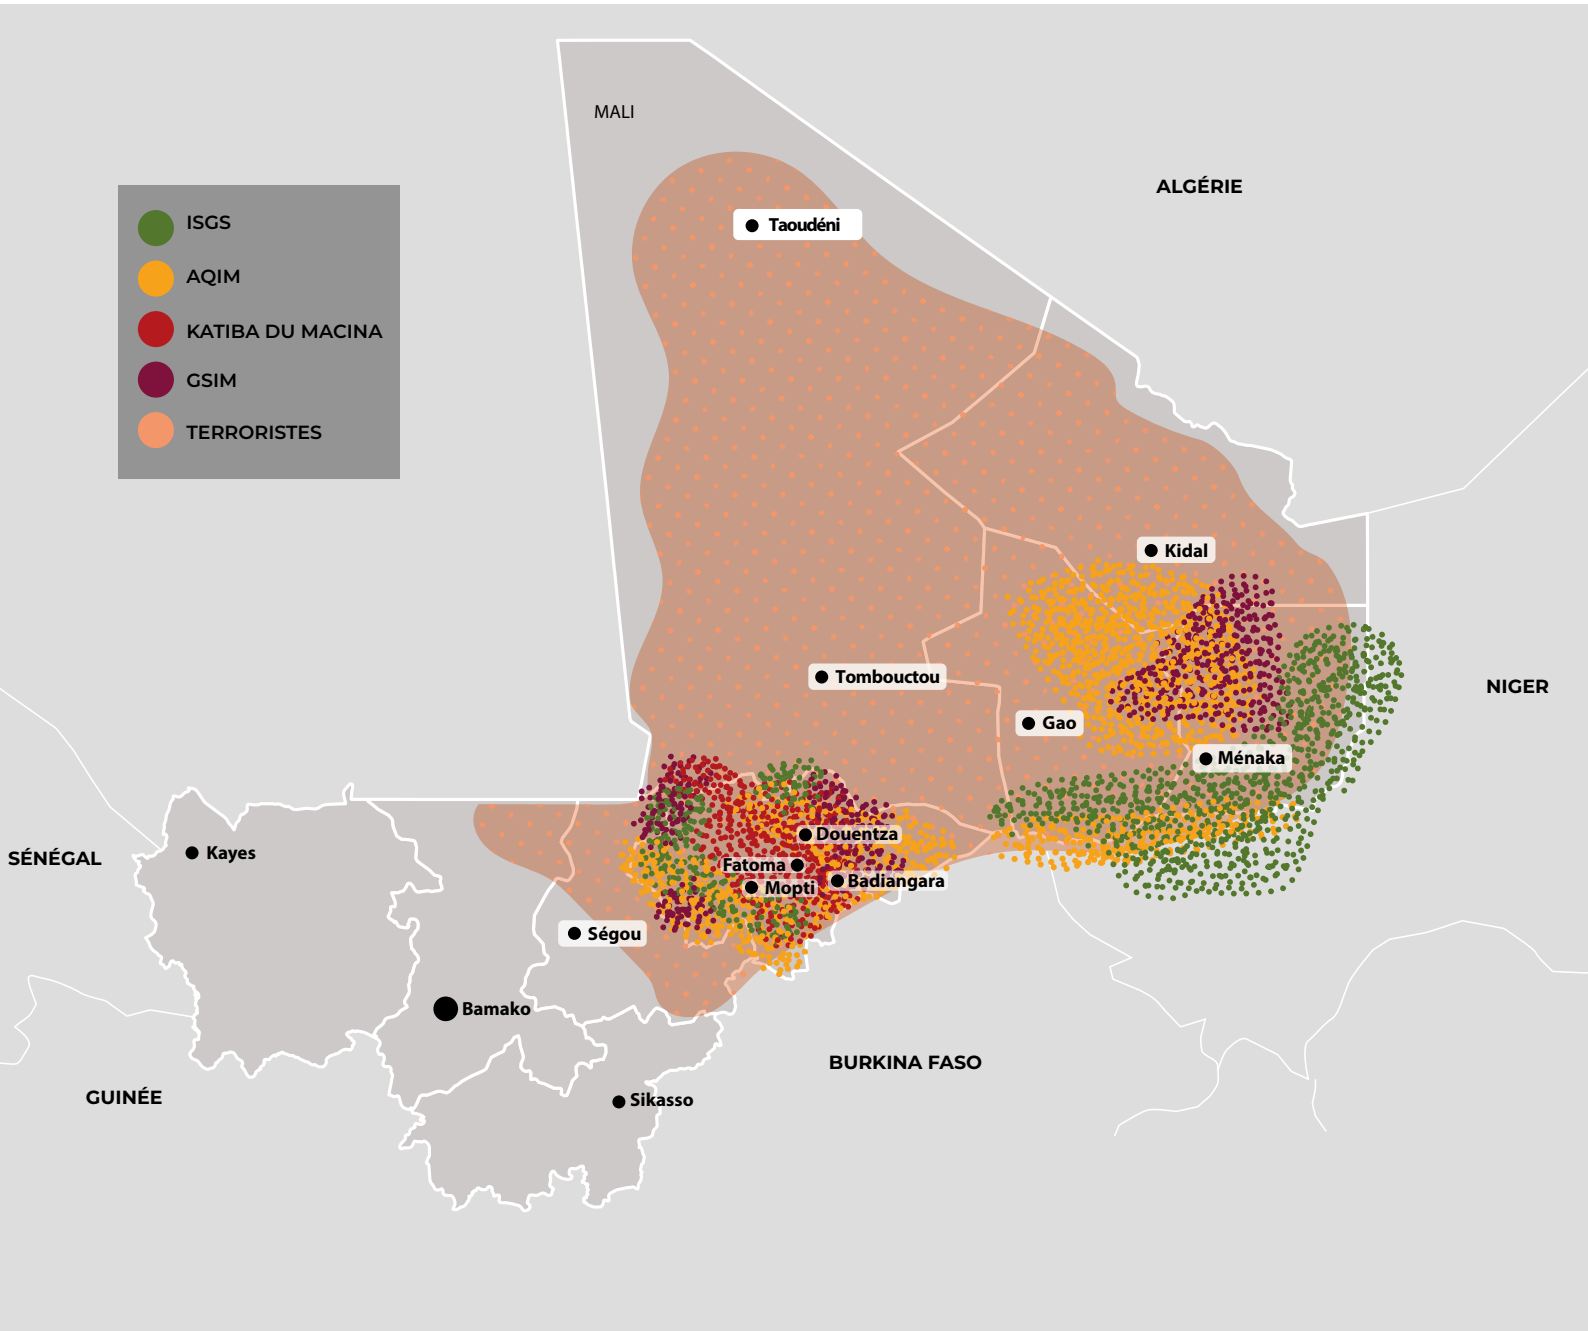 MALI
ALGÉRIE
ISGS
AQIM
KATIBA DU MACINA
GSIM
TERRORISTES
Taoudéni
Kidal
Tombouctou
NIGER
Gao
Ménaka
Douentza
SÉNÉGAL
Kayes
Fatoma
Mopti
Badiangara
Ségou
Bamako
BURKINA FASO
GUINÉE
Sikasso